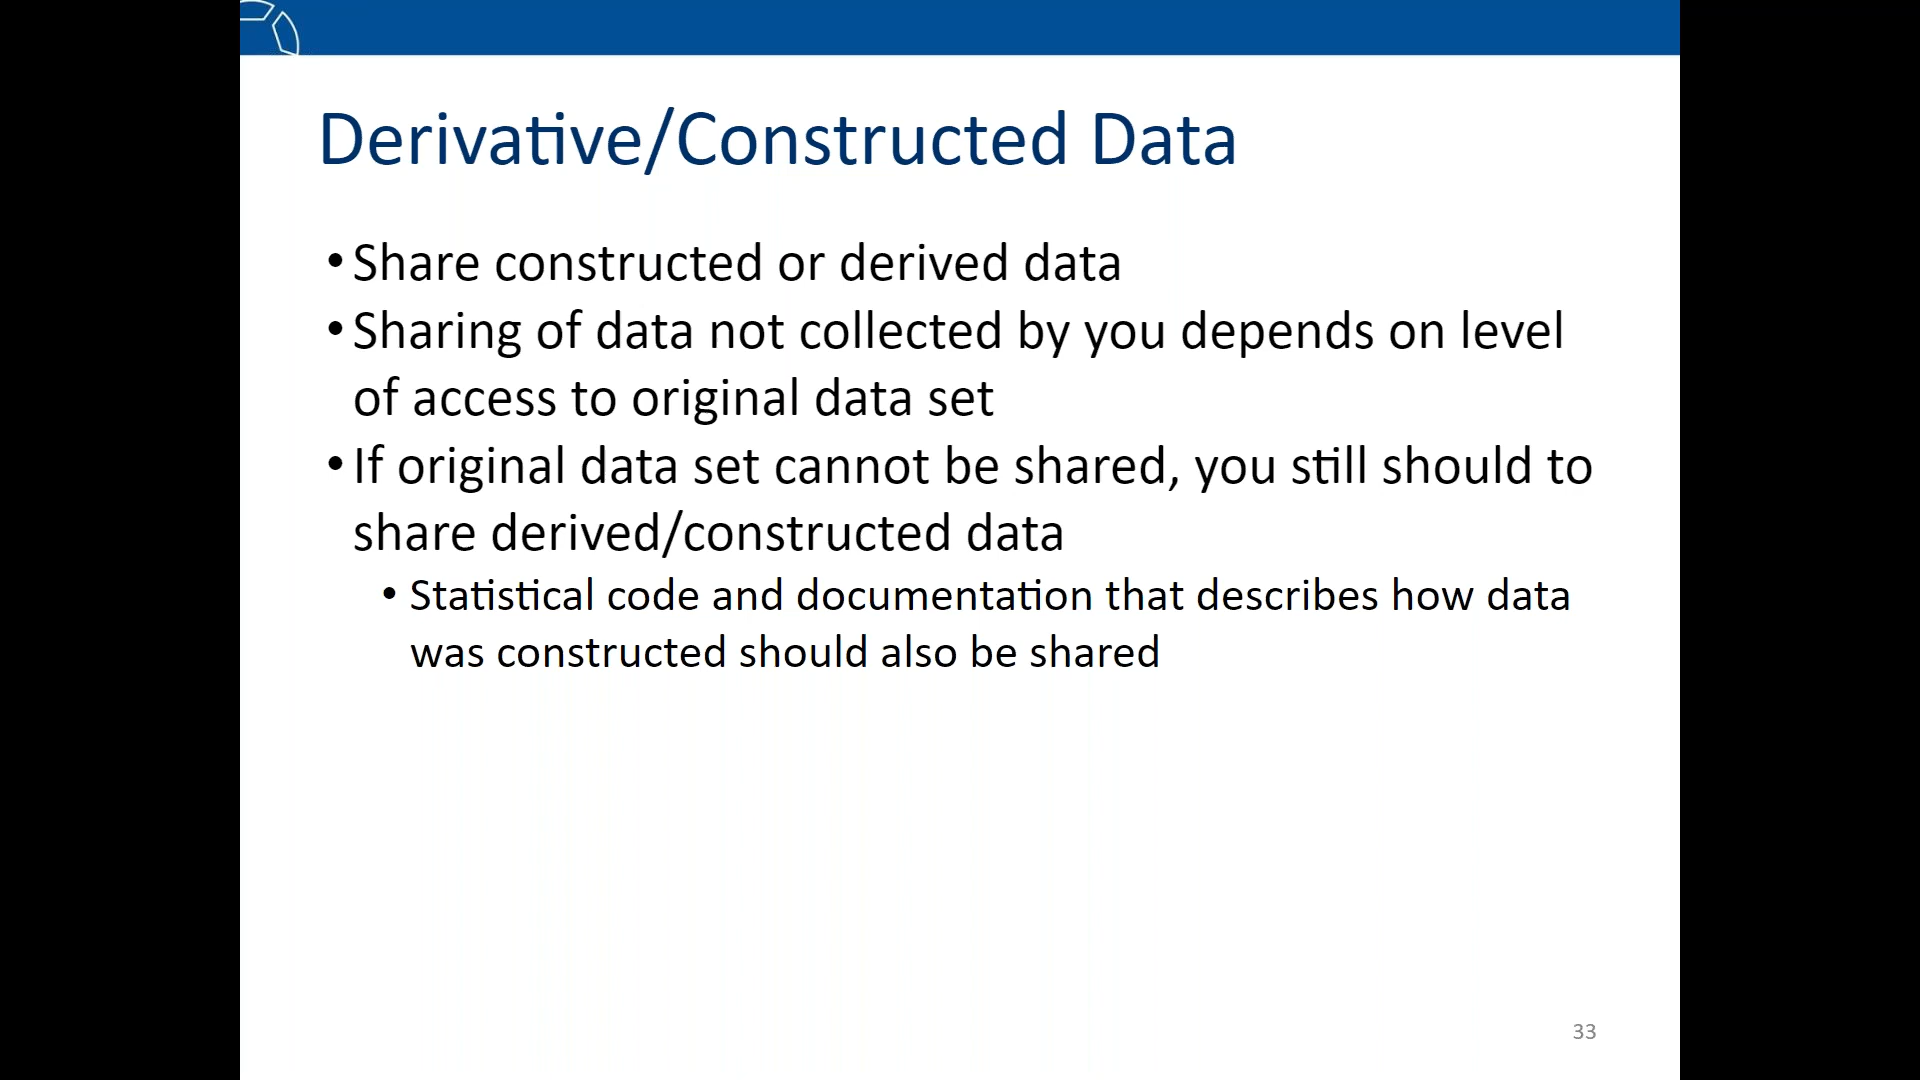 Derivative/Constructed Data
• Share constructed or derived data
• Sharing of data not collected by you depends on level
of access to original data set
• If original data set cannot be shared, you still should to
share derived/constructed data
• Statistical code and documentation that describes how data
was constructed should also be shared
33